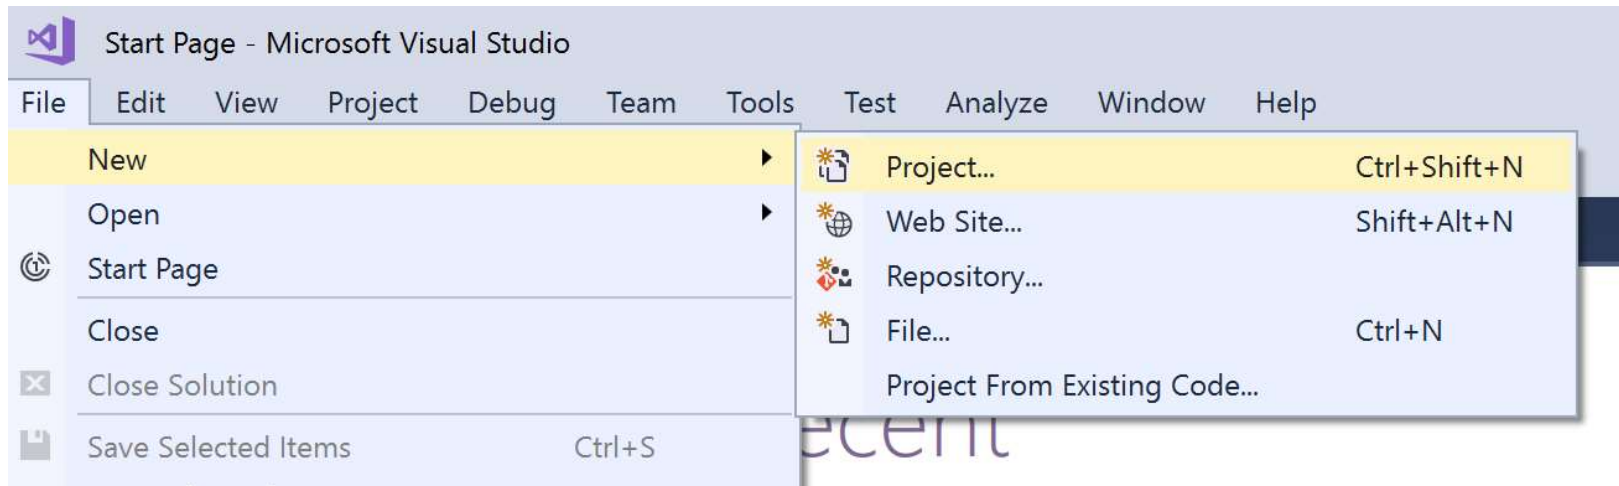 Start Page - Microsoft Visual Studio
File Edit View Project Debug Team Tools Test Analyze Window Help
New
Open
Start Page
Close
Close Solution
Save Selected Items Ctrl+S
Project... Ctrl+Shift+N
Web Site... Shift+Alt+N
Repository...
File... Ctrl+N
Project From Existing Code...
ecent